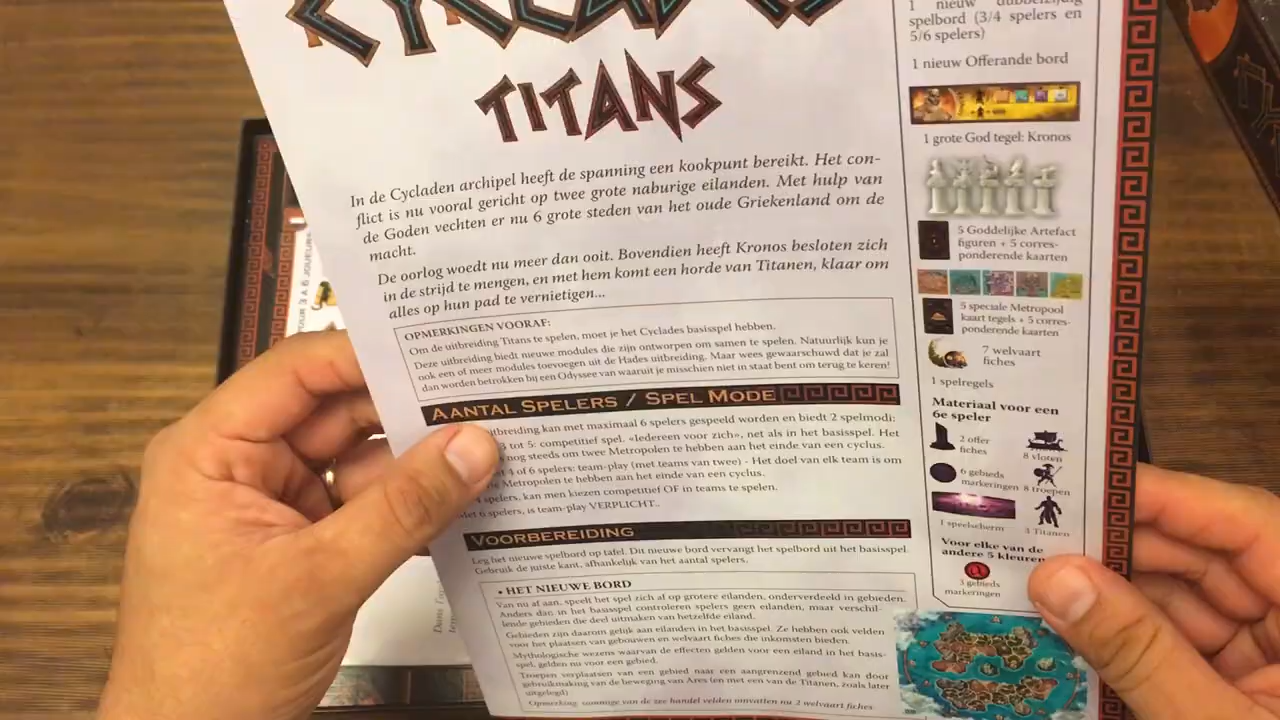 CYCLADES
TITANS
In de Cycladen archipel heeft de spanning een kookpunt bereikt. Het con-
flict is nu vooral gericht op twee grote naburige eilanden. Met hulp van
de Goden vechten er nu 6 grote steden van het oude Griekenland om de
macht.
De oorlog woedt nu meer dan ooit. Bovendien heeft Kronos besloten zich
in de strijd te mengen, en met hem komt een horde van Titanen, klaar om
alles op hun pad te vernietigen...
OPMERKINGEN VOORAF:
Om de uitbreiding Titans te spelen, moet je het Cyclades basisspel hebben.
Deze uitbreiding biedt nieuwe modules die zijn ontworpen om samen te spelen. Natuurlijk kun je
ook een of meer modules toevoegen uit de Hades uitbreiding. Maar wees gewaarschuwd dat je zal
dan worden betrokken bij een Odyssee van waaruit je misschien niet in staat bent om terug te keren!
AANTAL SPELERS / SPEL MODE
itbreiding kan met maximaal 6 spelers gespeeld worden en biedt 2 spelmodi:
3 tot 5: competitief spel. «Iedereen voor zich», net als in het basisspel. Het
nog steeds om twee Metropolen te hebben aan het einde van een cyclus.
4 of 6 spelers: team-play (met teams van twee) - Het doel van elk team is om
Metropolen te hebben aan het einde van een cyclus.
spelers, kan men kiezen competitief OF in teams te spelen.
6 spelers, is team-play VERPLICHT..
VOORBEREIDING
Leg het nieuwe spelbord op tafel. Dit nieuwe bord vervangt het spelbord uit het basisspel.
Gebruik de juiste kant, afhankelijk van het aantal spelers.
• HET NIEUWE BORD
Van nu af aan, speelt het spel zich af op grotere eilanden, onderverdeeld in gebieden.
Anders dan in het basisspel controleren spelers geen eilanden, maar verschil-
lende gebieden die deel uitmaken van hetzelfde eiland.
Gebieden zijn daarom gelijk aan eilanden in het basisspel. Ze hebben ook velden
voor het plaatsen van gebouwen en welvaart fiches die inkomsten bieden.
Mythologische wezens waarvan de effecten gelden voor een eiland in het basis-
spel, gelden nu voor een gebied.
Troepen verplaatsen van een gebied naar een aangrenzend gebied kan door
gebruikmaking van de beweging van Ares (en met een van de Titanen, zoals later
uitgelegd)
Opmerking: sommige van de zee handel velden omvatten nu 2 welvaart fiches.
1 nieuw dubbelzijdig
spelbord (3/4 spelers en
5/6 spelers)
1 nieuw Offerande bord
1 grote God tegel: Kronos
5 Goddelijke Artefact
figuren + 5 corres-
ponderende kaarten
5 speciale Metropool
kaart tegels + 5 corres-
ponderende kaarten
7 welvaart
fiches
1 spelregels
Materiaal voor een
6e speler
2 offer
fiches
8 vloten
6 gebieds
markeringen
8 troepen
1 speelscherm
3 Titanen
Voor elke van de
andere 5 kleuren
3 gebieds
markeringen